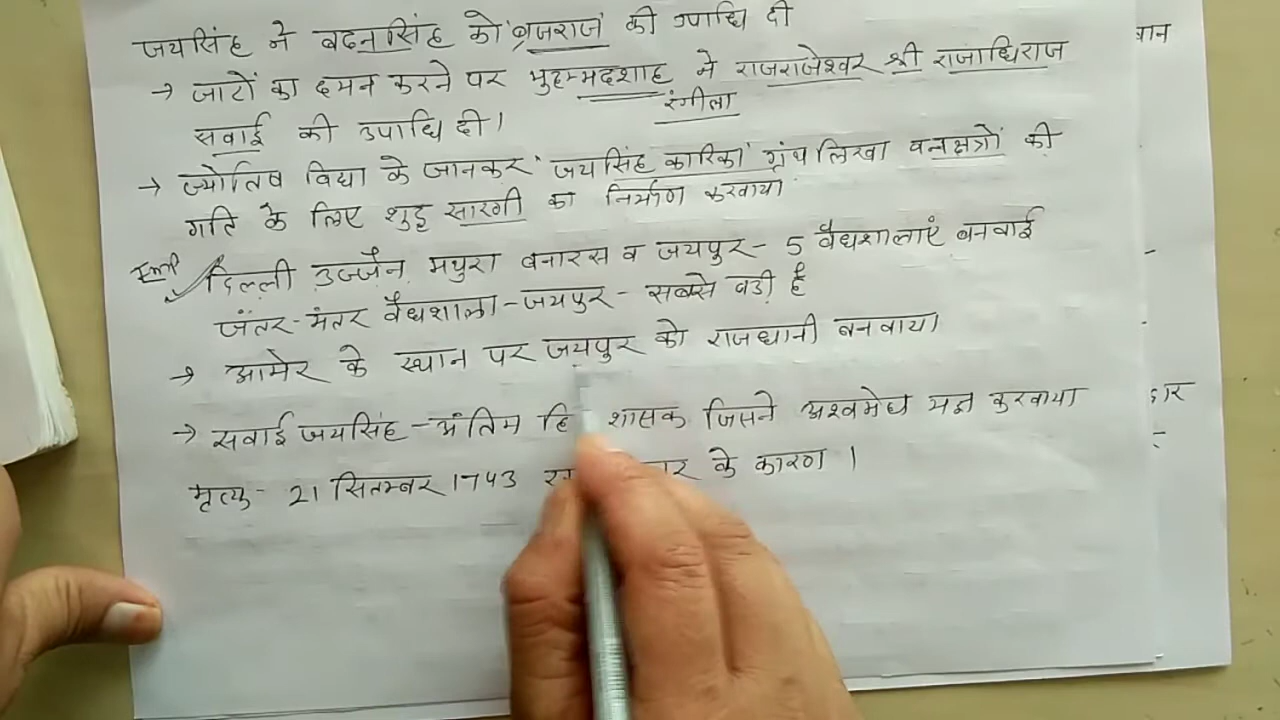 जयसिंह ने बदनसिंह को 'ब्रजराज' की उपाधि दी
→ जाटों का दमन करने पर मुहम्मदशाह ने राजराजेश्वर श्री राजाधिराज
रंगीला
सवाई की उपाधि दी।
→ ज्योतिष विद्या के जानकर 'जयसिंह कारिका' ग्रंथ लिखा व नक्षत्रों की
गति के लिए शुद्ध सारणी का निर्माण करवाया
Imp दिल्ली उज्जैन, मथुरा बनारस व जयपुर - 5 वैधशालाएं बनवाई
जंतर-मंतर वैधशाला - जयपुर - सबसे बडी है
→ आमेर के स्थान पर जयपुर को राजधानी बनवाया
→ सवाई जयसिंह - अंतिम शासक जिसने अश्वमेध यज्ञ करवाया
मृत्यु - 21 सितम्बर 1743 के कारण।